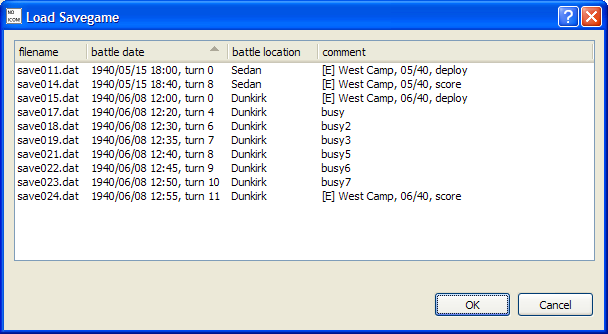 NO
ICON
Load Savegame
filename battle date battle location comment
save011.dat 1940/05/15 18:00, turn 0 Sedan [E] West Camp, 05/40, deploy
save014.dat 1940/05/15 18:40, turn 8 Sedan [E] West Camp, 05/40, score
save015.dat 1940/06/08 12:00, turn 0 Dunkirk [E] West Camp, 06/40, deploy
save017.dat 1940/06/08 12:20, turn 4 Dunkirk busy
save018.dat 1940/06/08 12:30, turn 6 Dunkirk busy2
save019.dat 1940/06/08 12:35, turn 7 Dunkirk busy3
save021.dat 1940/06/08 12:40, turn 8 Dunkirk busy5
save022.dat 1940/06/08 12:45, turn 9 Dunkirk busy6
save023.dat 1940/06/08 12:50, turn 10 Dunkirk busy7
save024.dat 1940/06/08 12:55, turn 11 Dunkirk [E] West Camp, 06/40, score
OK Cancel